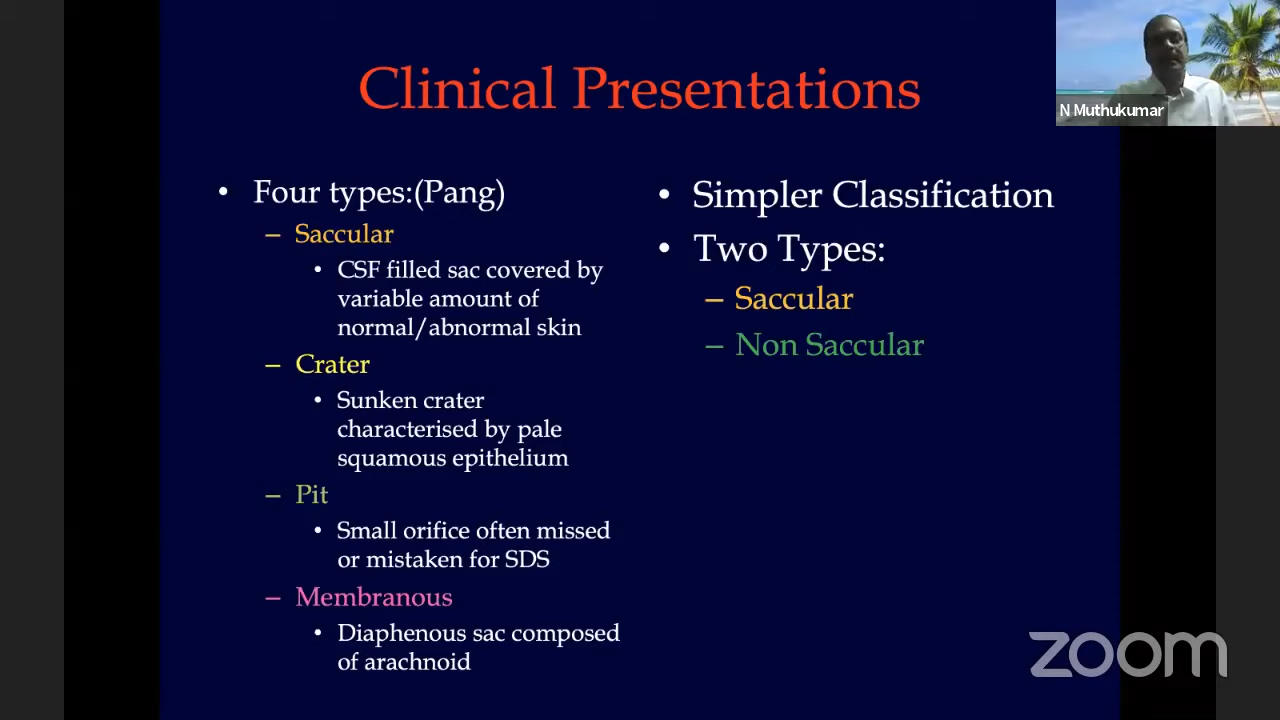 Clinical Presentations
N Muthukumar
• Four types:(Pang)
– Saccular
• CSF filled sac covered by
variable amount of
normal/abnormal skin
– Crater
• Sunken crater
characterised by pale
squamous epithelium
– Pit
• Small orifice often missed
or mistaken for SDS
– Membranous
• Diaphenous sac composed
of arachnoid
• Simpler Classification
• Two Types:
– Saccular
– Non Saccular
zoom